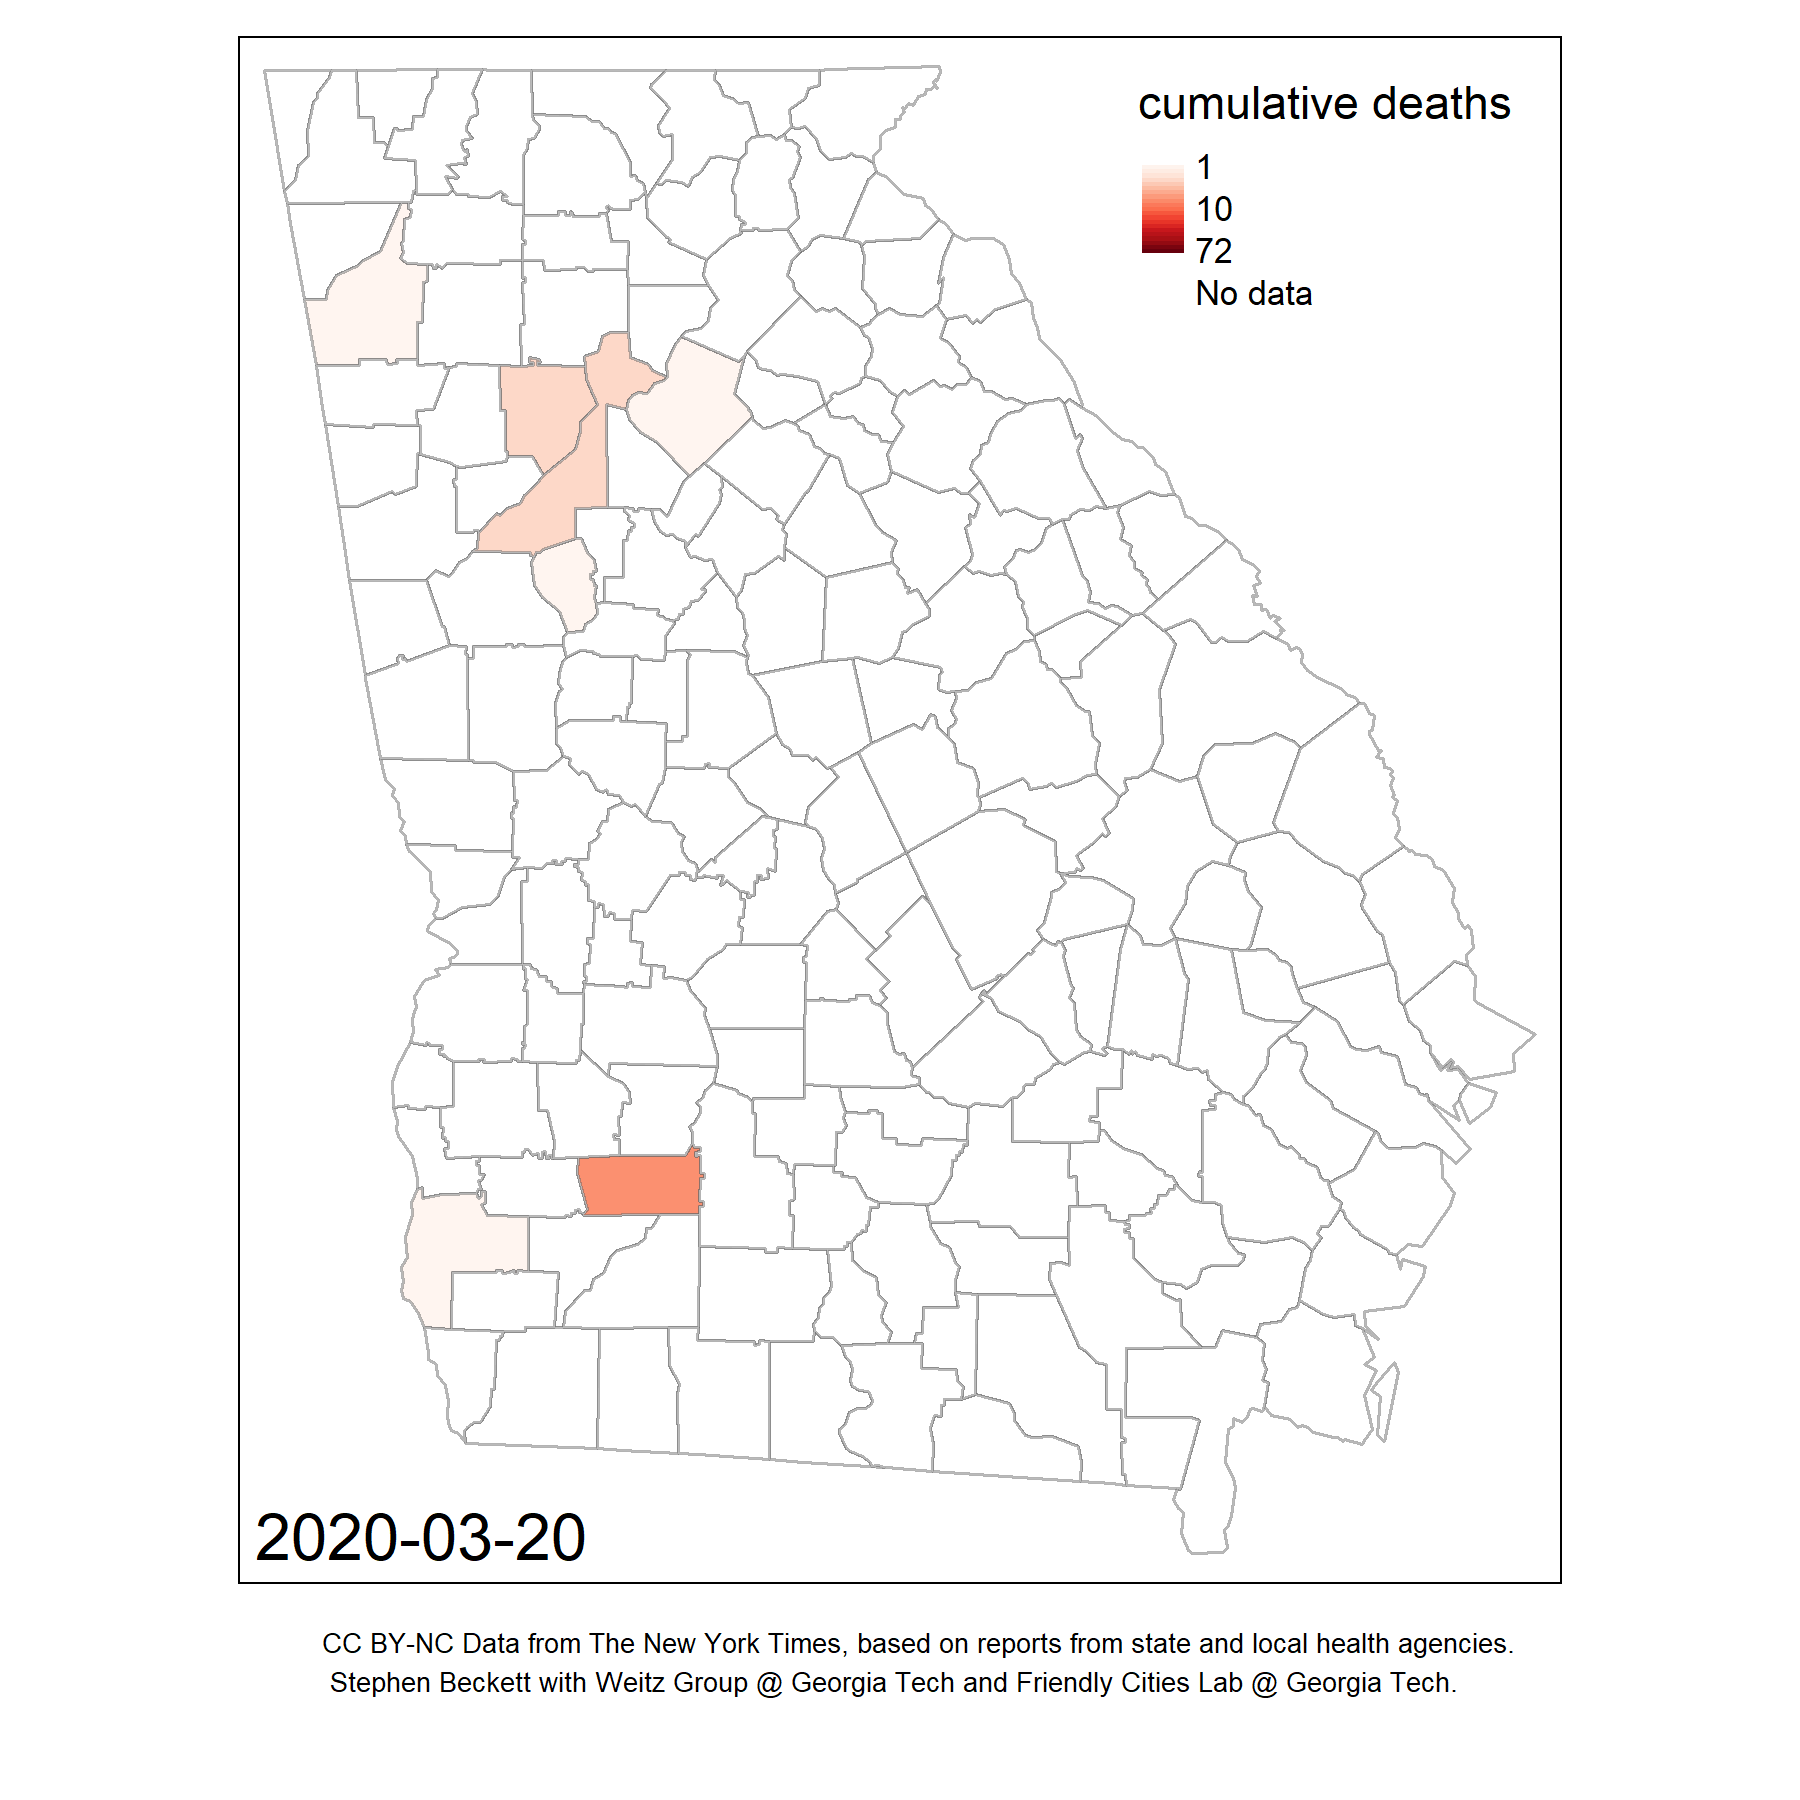 cumulative deaths
1
10
72
No data
2020-03-20
CC BY-NC Data from The New York Times, based on reports from state and local health agencies.
Stephen Beckett with Weitz Group @ Georgia Tech and Friendly Cities Lab @ Georgia Tech.